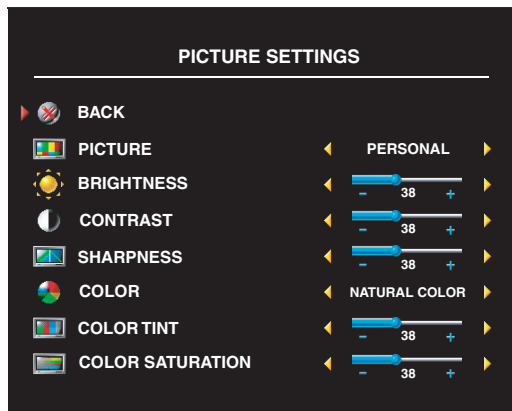 PICTURE SETTINGS
BACK
PICTURE PERSONAL
BRIGHTNESS - 38 +
CONTRAST - 38 +
SHARPNESS - 38 +
COLOR NATURAL COLOR
COLOR TINT - 38 +
COLOR SATURATION - 38 +